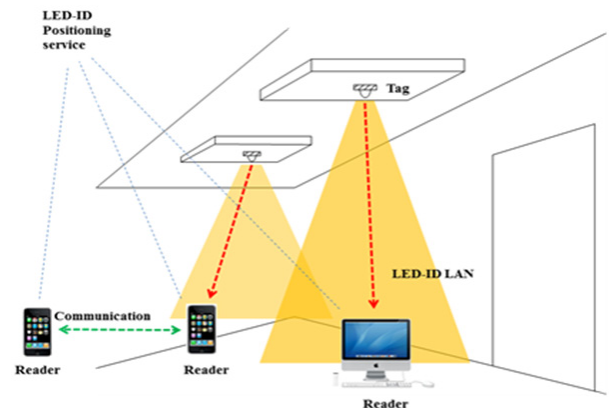 LED-ID
Positioning
service
Tag
LED-ID LAN
Communication
Reader
Reader
Reader